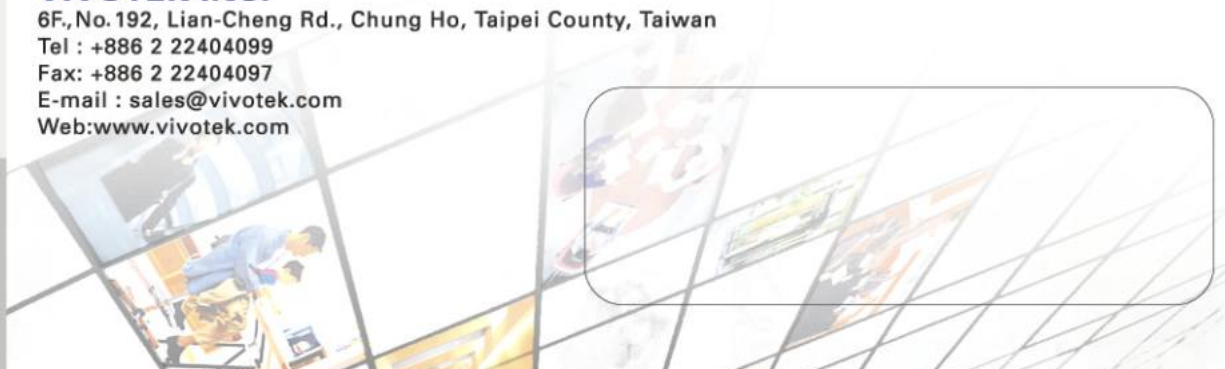 6F.,No.192, Lian-Cheng Rd., Chung Ho, Taipei County, Taiwan
Tel : +886 2 22404099
Fax: +886 2 22404097
E-mail : sales@vivotek.com
Web:www.vivotek.com